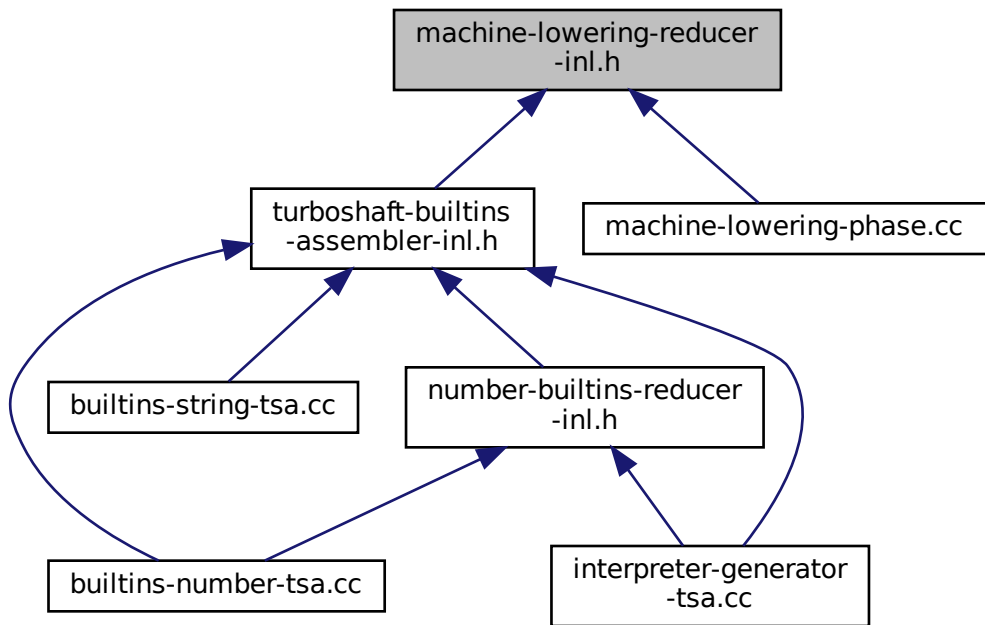 machine-lowering-reducer
-inl.h
turboshaft-builtins
-assembler-inl.h
machine-lowering-phase.cc
builtins-string-tsa.cc
number-builtins-reducer
-inl.h
builtins-number-tsa.cc
interpreter-generator
-tsa.cc